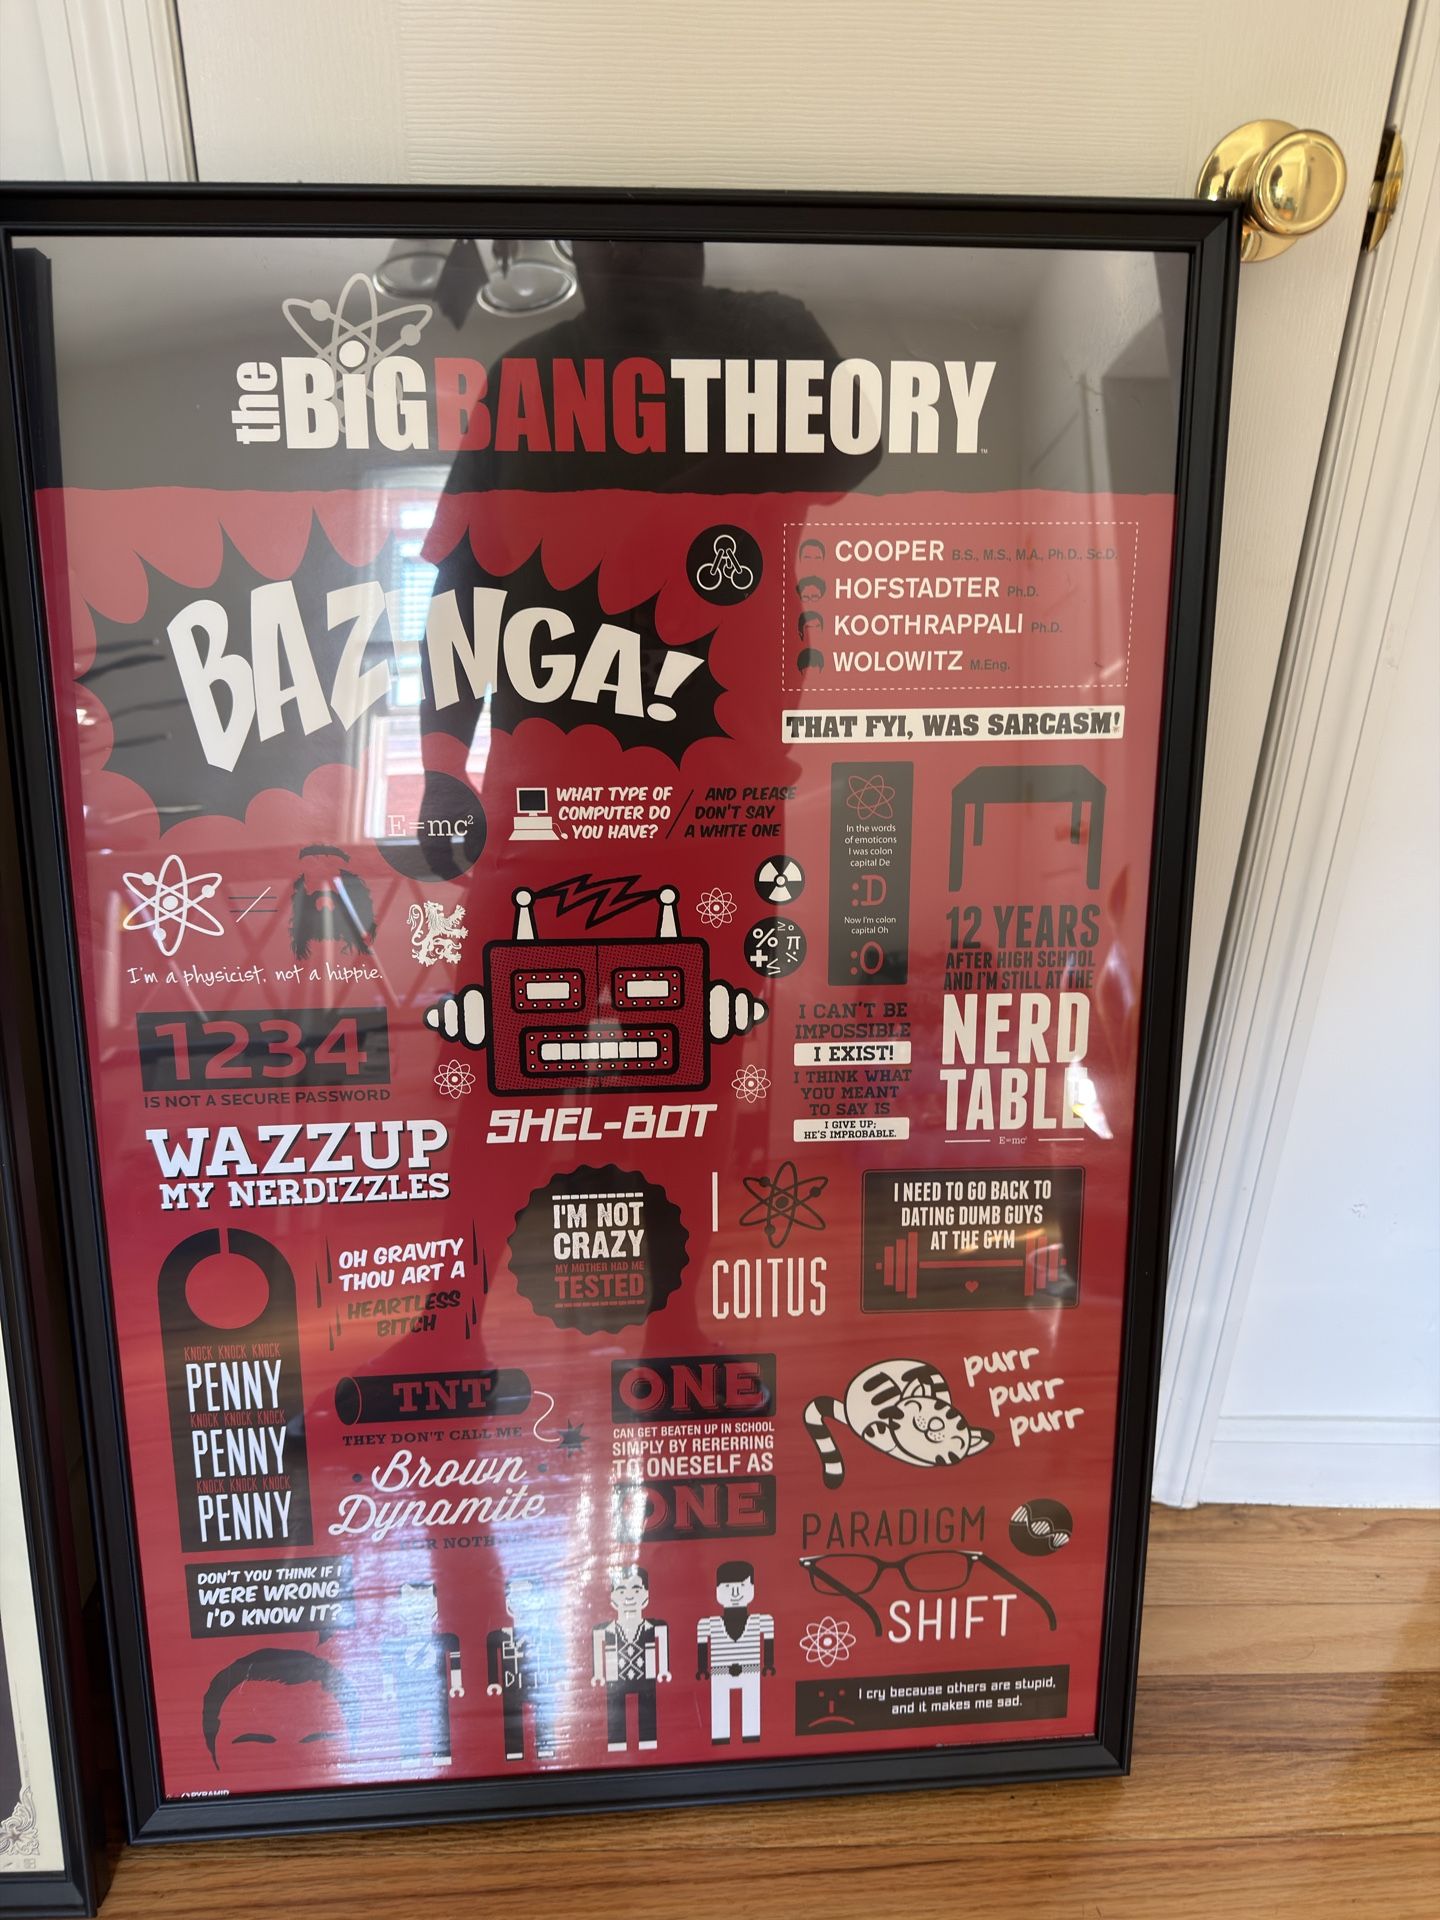 the BiG BANG THEORY ™
BAZINGA!
COOPER B.S., M.S., M.A., Ph.D., Sc.D.
HOFSTADTER Ph.D.
KOOTHRAPPALI Ph.D.
WOLOWITZ M.Eng.
THAT FYI, WAS SARCASM!
E=mc²
WHAT TYPE OF
COMPUTER DO
YOU HAVE?
AND PLEASE
DON'T SAY
A WHITE ONE
In the words
of emoticons
I was colon
capital De
:D
Now I'm colon
capital Oh
:O
12 YEARS
AFTER HIGH SCHOOL
AND I'M STILL AT THE
NERD
TABLE
E=mc²
I'm a physicist, not a hippie.
% π
+
1234
IS NOT A SECURE PASSWORD
SHEL-BOT
I CAN'T BE
IMPOSSIBLE
I EXIST!
I THINK WHAT
YOU MEANT
TO SAY IS
I GIVE UP;
HE'S IMPROBABLE.
WAZZUP
MY NERDIZZLES
OH GRAVITY
THOU ART A
HEARTLESS
BITCH
I'M NOT
CRAZY
MY MOTHER HAD ME
TESTED
I
COITUS
I NEED TO GO BACK TO
DATING DUMB GUYS
AT THE GYM
KNOCK KNOCK KNOCK
PENNY
KNOCK KNOCK KNOCK
PENNY
KNOCK KNOCK KNOCK
PENNY
TNT
THEY DON'T CALL ME
Brown
Dynamite
FOR NOTHING
ONE
CAN GET BEATEN UP IN SCHOOL
SIMPLY BY RERERRING
TO ONESELF AS
ONE
purr
purr
purr
PARADIGM
SHIFT
DON'T YOU THINK IF I
WERE WRONG
I'D KNOW IT?
I cry because others are stupid,
and it makes me sad.
PYRAMID